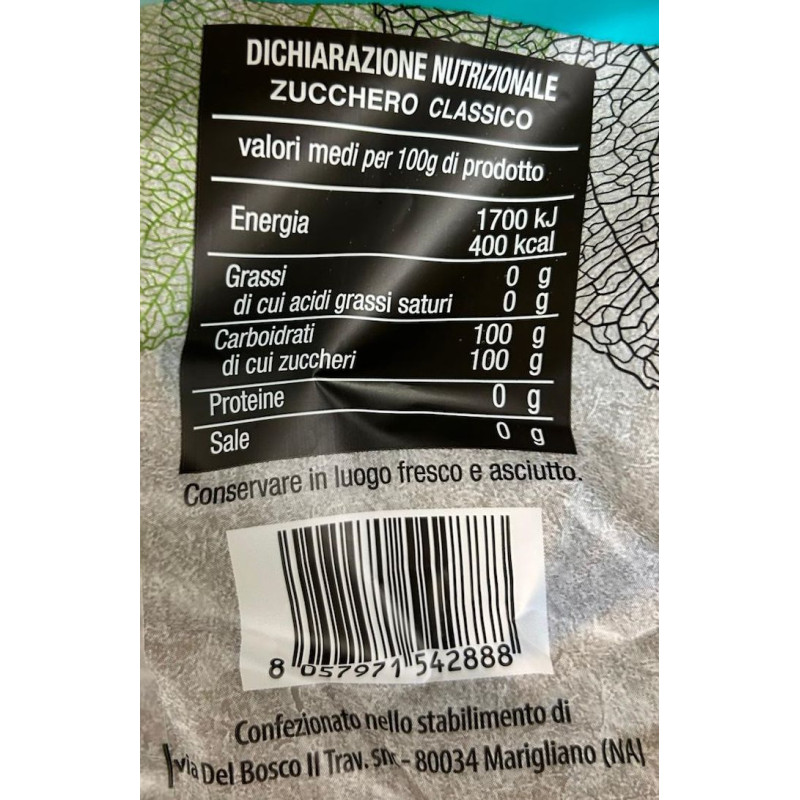 DICHIARAZIONE NUTRIZIONALE
ZUCCHERO CLASSICO
valori medi per 100g di prodotto
Energia 1700 kJ
400 kcal
Grassi 0 g
di cui acidi grassi saturi 0 g
Carboidrati 100 g
di cui zuccheri 100 g
Proteine 0 g
Sale 0 g
Conservare in luogo fresco e asciutto.
8 057971 542888
Confezionato nello stabilimento di
via Del Bosco II Trav. snc - 80034 Marigliano (NA)